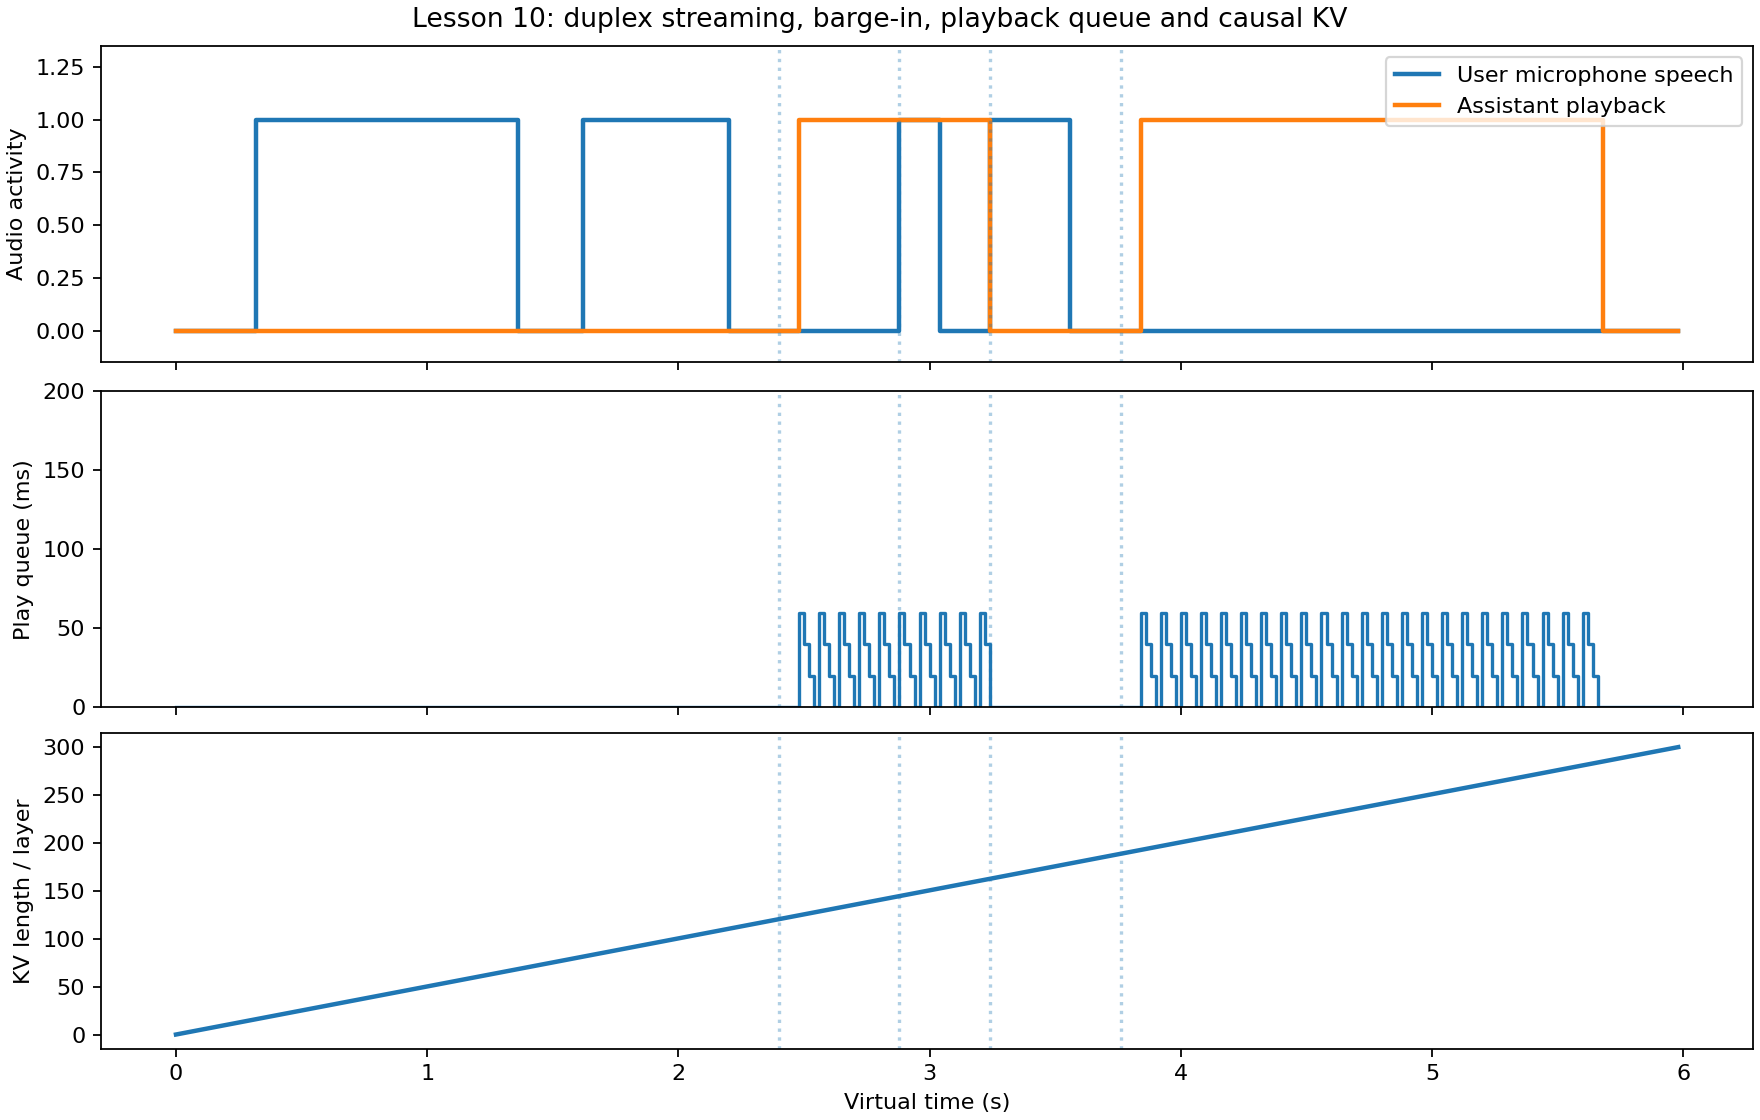 Lesson 10: duplex streaming, barge-in, playback queue and causal KV
1.25
1.00
0.75
0.50
0.25
0.00
Audio activity
User microphone speech
Assistant playback
200
150
100
50
0
Play queue (ms)
300
250
200
150
100
50
0
KV length / layer
0 1 2 3 4 5 6
Virtual time (s)